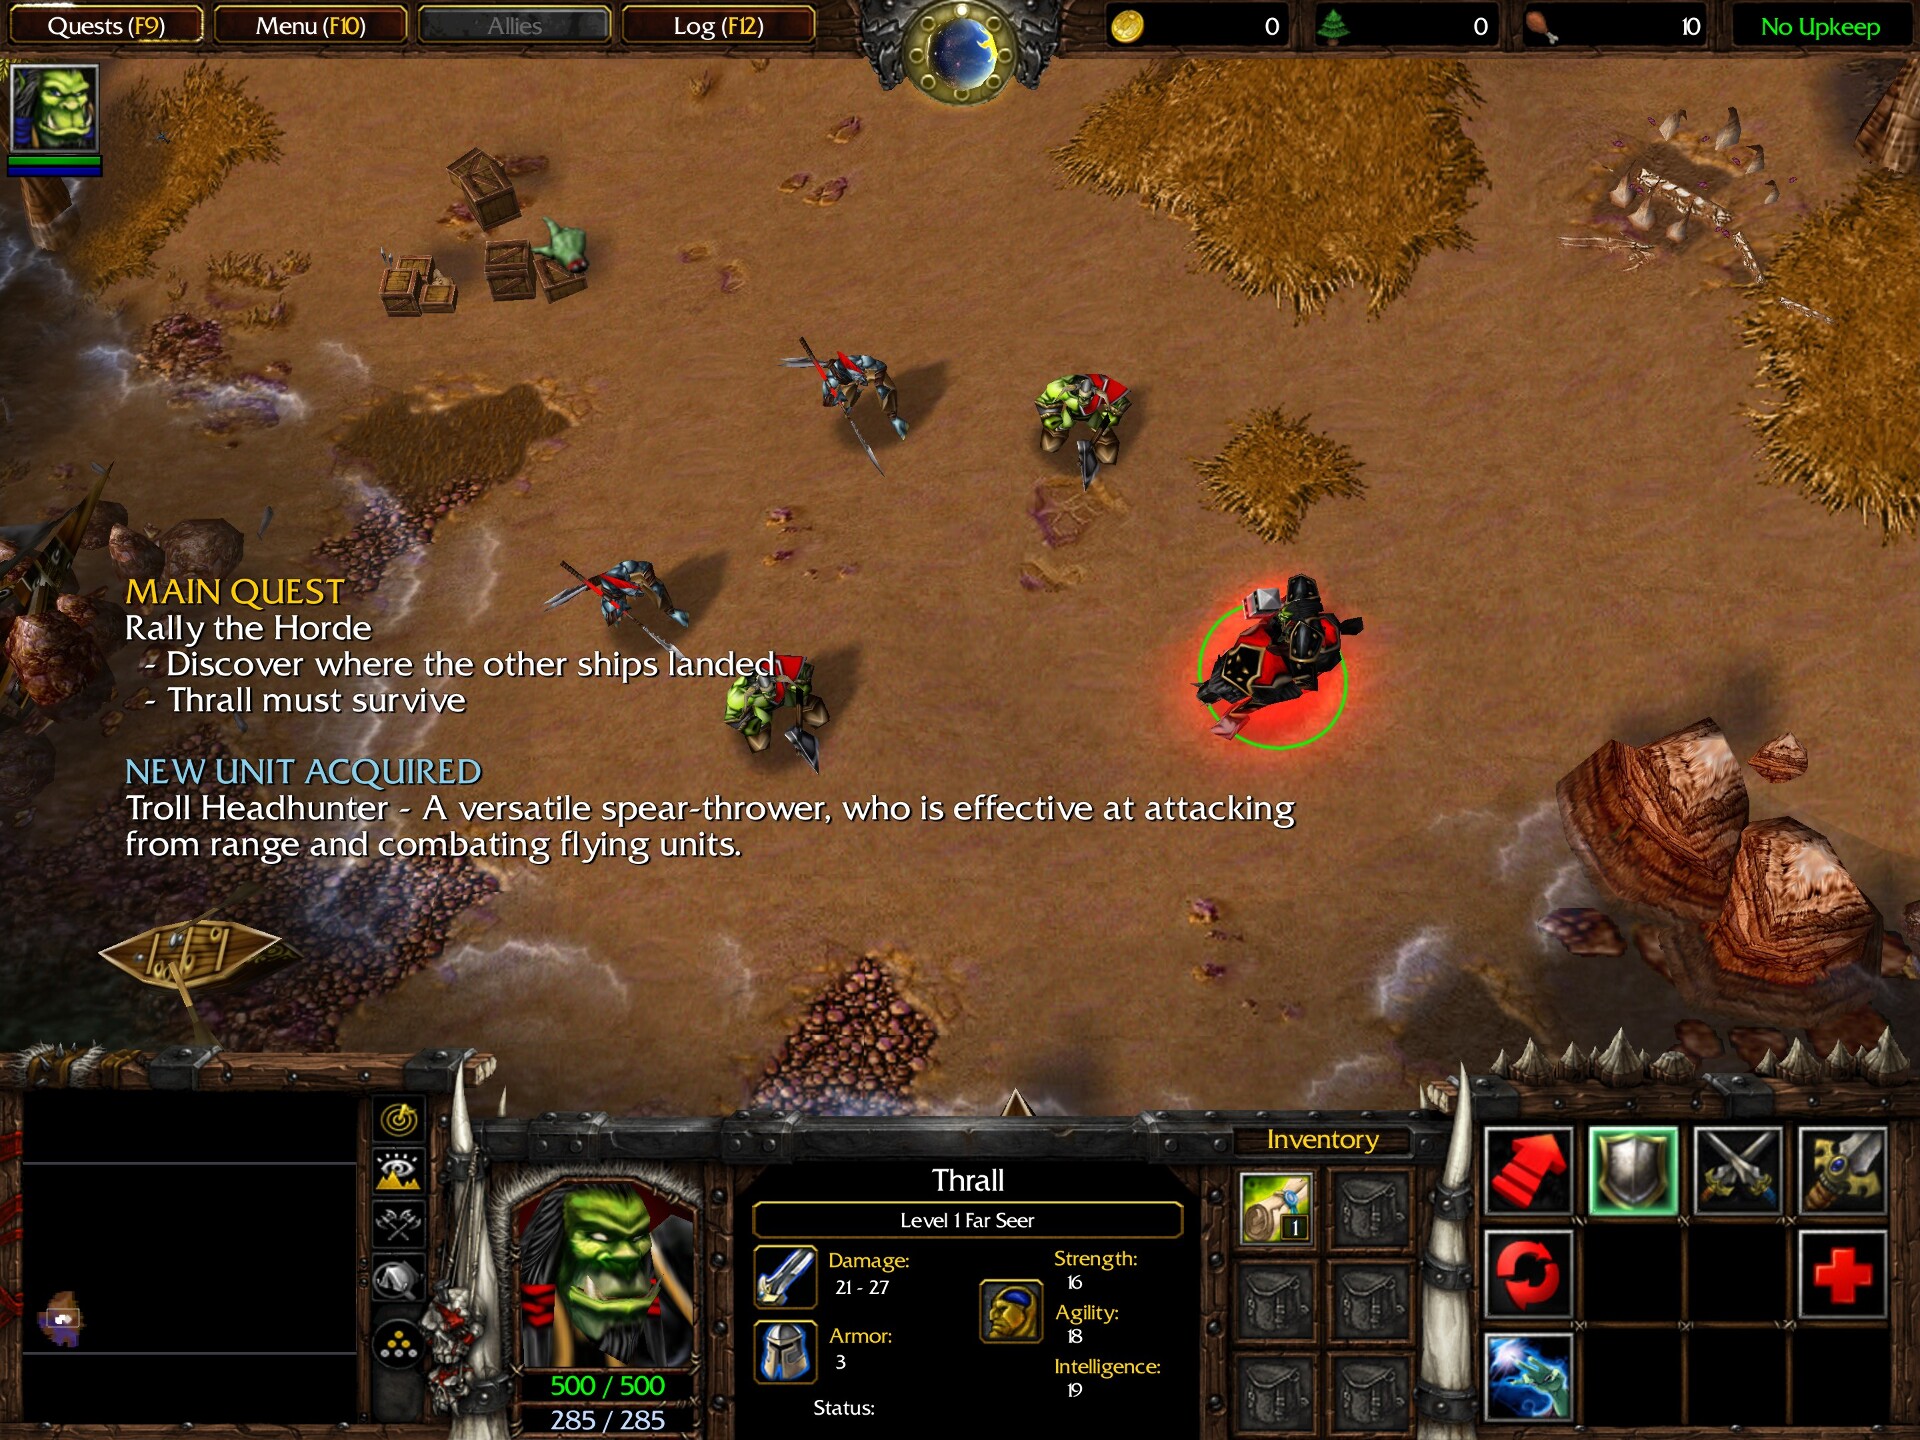 Quests (F9) Menu (F10) Allies Log (F12) 0 0 10 No Upkeep
MAIN QUEST
Rally the Horde
- Discover where the other ships landed
- Thrall must survive
NEW UNIT ACQUIRED
Troll Headhunter - A versatile spear-thrower, who is effective at attacking
from range and combating flying units.
Inventory
Thrall
Level 1 Far Seer
1
Damage:
21 - 27
Armor:
3
Strength:
16
Agility:
18
Intelligence:
19
Status:
500 / 500
285 / 285